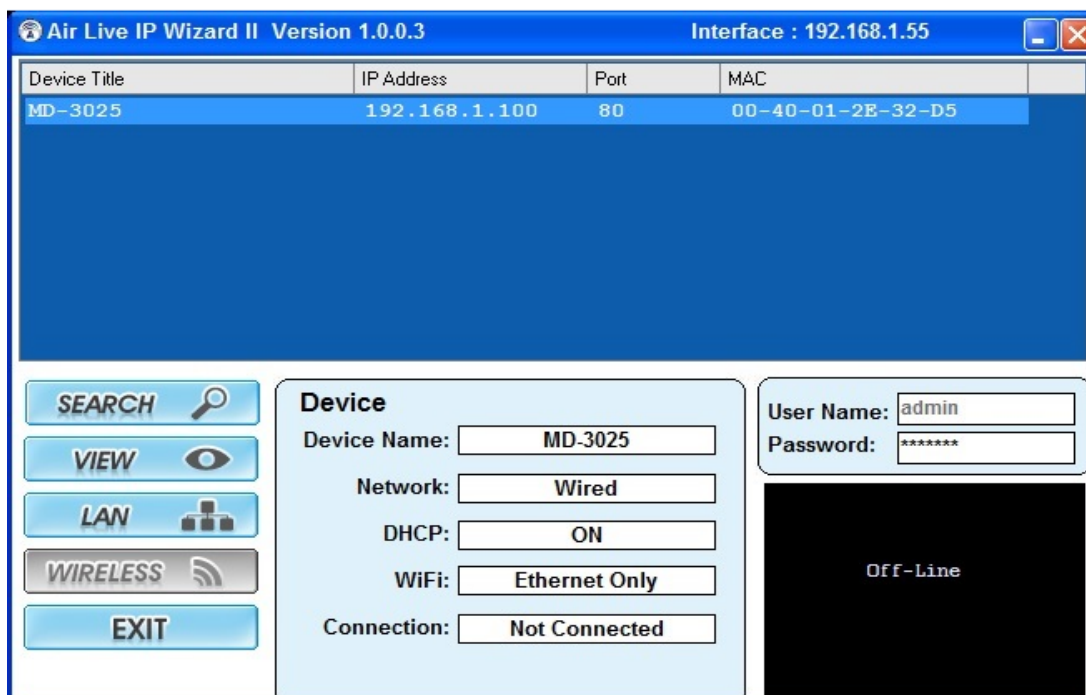 Air Live IP Wizard II Version 1.0.0.3 Interface : 192.168.1.55
Device Title IP Address Port MAC
MD-3025 192.168.1.100 80 00-40-01-2E-32-D5
SEARCH
VIEW
LAN
WIRELESS
EXIT
Device
Device Name: MD-3025
Network: Wired
DHCP: ON
WiFi: Ethernet Only
Connection: Not Connected
User Name: admin
Password: *******
Off-Line